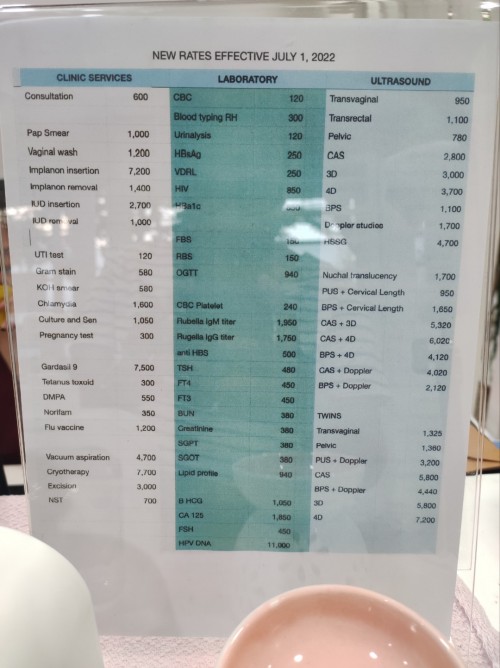 NEW RATES EFFECTIVE JULY 1, 2022
CLINIC SERVICES
Consultation 600
Pap Smear 1,000
Vaginal wash 1,200
Implanon insertion 7,200
Implanon removal 1,400
IUD insertion 2,700
IUD removal 1,000
UTI test 120
Gram stain 580
KOH smear 580
Chlamydia 1,600
Culture and Sen 1,050
Pregnancy test 300
Gardasil 9 7,500
Tetanus toxoid 300
DMPA 550
Norifam 350
Flu vaccine 1,200
Vacuum aspiration 4,700
Cryotherapy 7,700
Excision 3,000
NST 700
LABORATORY
CBC 120
Blood typing RH 300
Urinalysis 120
HBsAg 250
VDRL 250
HIV 850
HBa1c
FBS
RBS 150
OGTT 940
CBC Platelet 240
Rubella IgM titer 1,950
Rugella IgG titer 1,750
anti HBS 500
TSH 480
FT4 450
FT3 450
BUN 380
Creatinine 380
SGPT 380
SGOT 380
Lipid profile 940
B HCG 1,050
CA 125 1,850
FSH 450
HPV DNA 11,000
ULTRASOUND
Transvaginal 950
Transrectal 1,100
Pelvic 780
CAS 2,800
3D 3,000
4D 3,700
BPS 1,100
Doppler studies 1,700
HSSG 4,700
Nuchal translucency 1,700
PUS + Cervical Length 950
BPS + Cervical Length 1,650
CAS + 3D 5,320
CAS + 4D 6,020
BPS + 4D 4,120
CAS + Doppler 4,020
BPS + Doppler 2,120
TWINS
Transvaginal 1,325
Pelvic 1,360
PUS + Doppler 3,200
CAS 5,800
BPS + Doppler 4,440
3D 5,800
4D 7,200